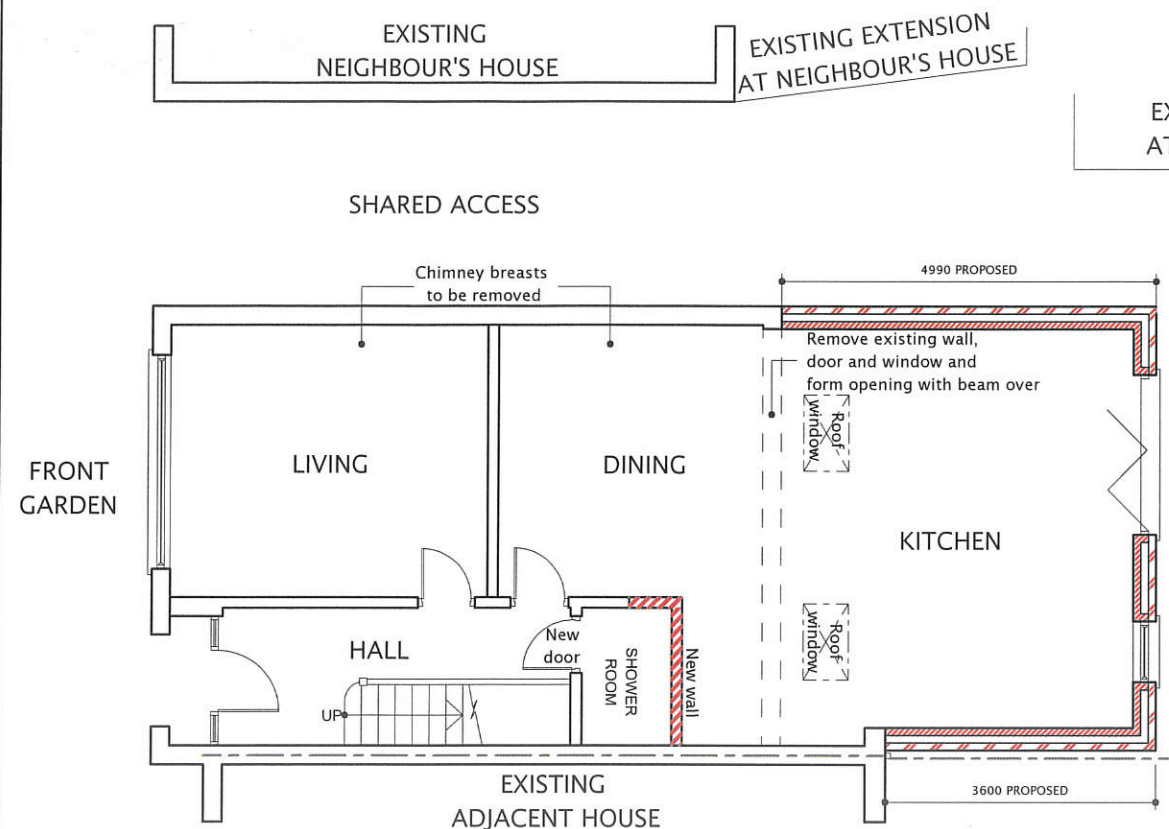 EXISTING
NEIGHBOUR'S HOUSE
EXISTING EXTENSION
AT NEIGHBOUR'S HOUSE
SHARED ACCESS
Chimney breasts
to be removed
4990 PROPOSED
Remove existing wall,
door and window and
form opening with beam over
Roof
window
FRONT
GARDEN
LIVING
DINING
KITCHEN
HALL
New
door
SHOWER
ROOM
New wall
Roof
window
UP
EXISTING
ADJACENT HOUSE
3600 PROPOSED